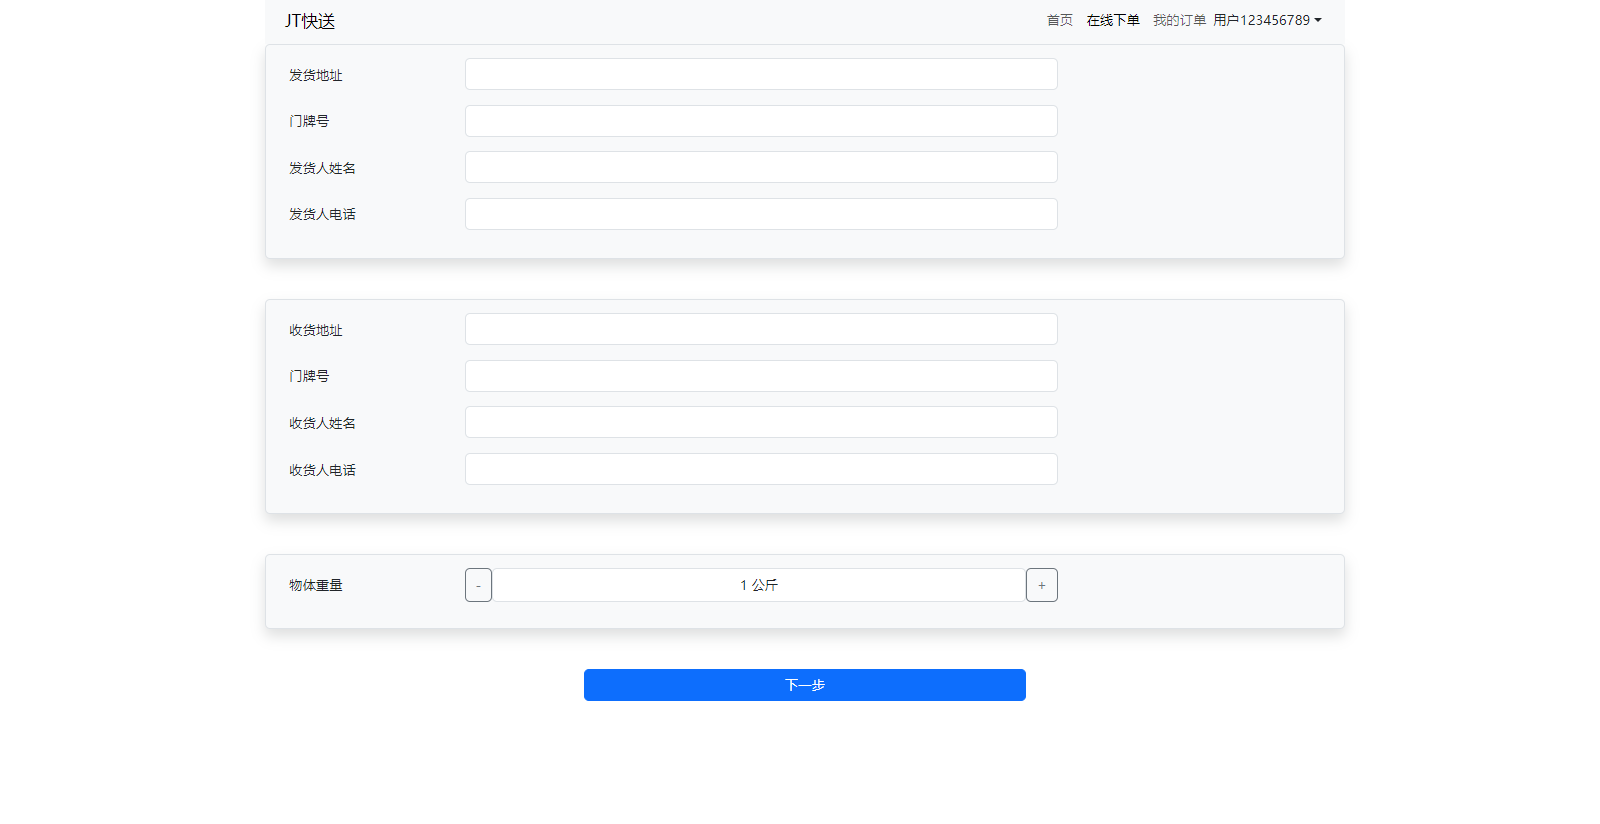 JT快送
首页 在线下单 我的订单 用户123456789
发货地址
门牌号
发货人姓名
发货人电话
收货地址
门牌号
收货人姓名
收货人电话
物体重量 - 1 公斤 +
下一步